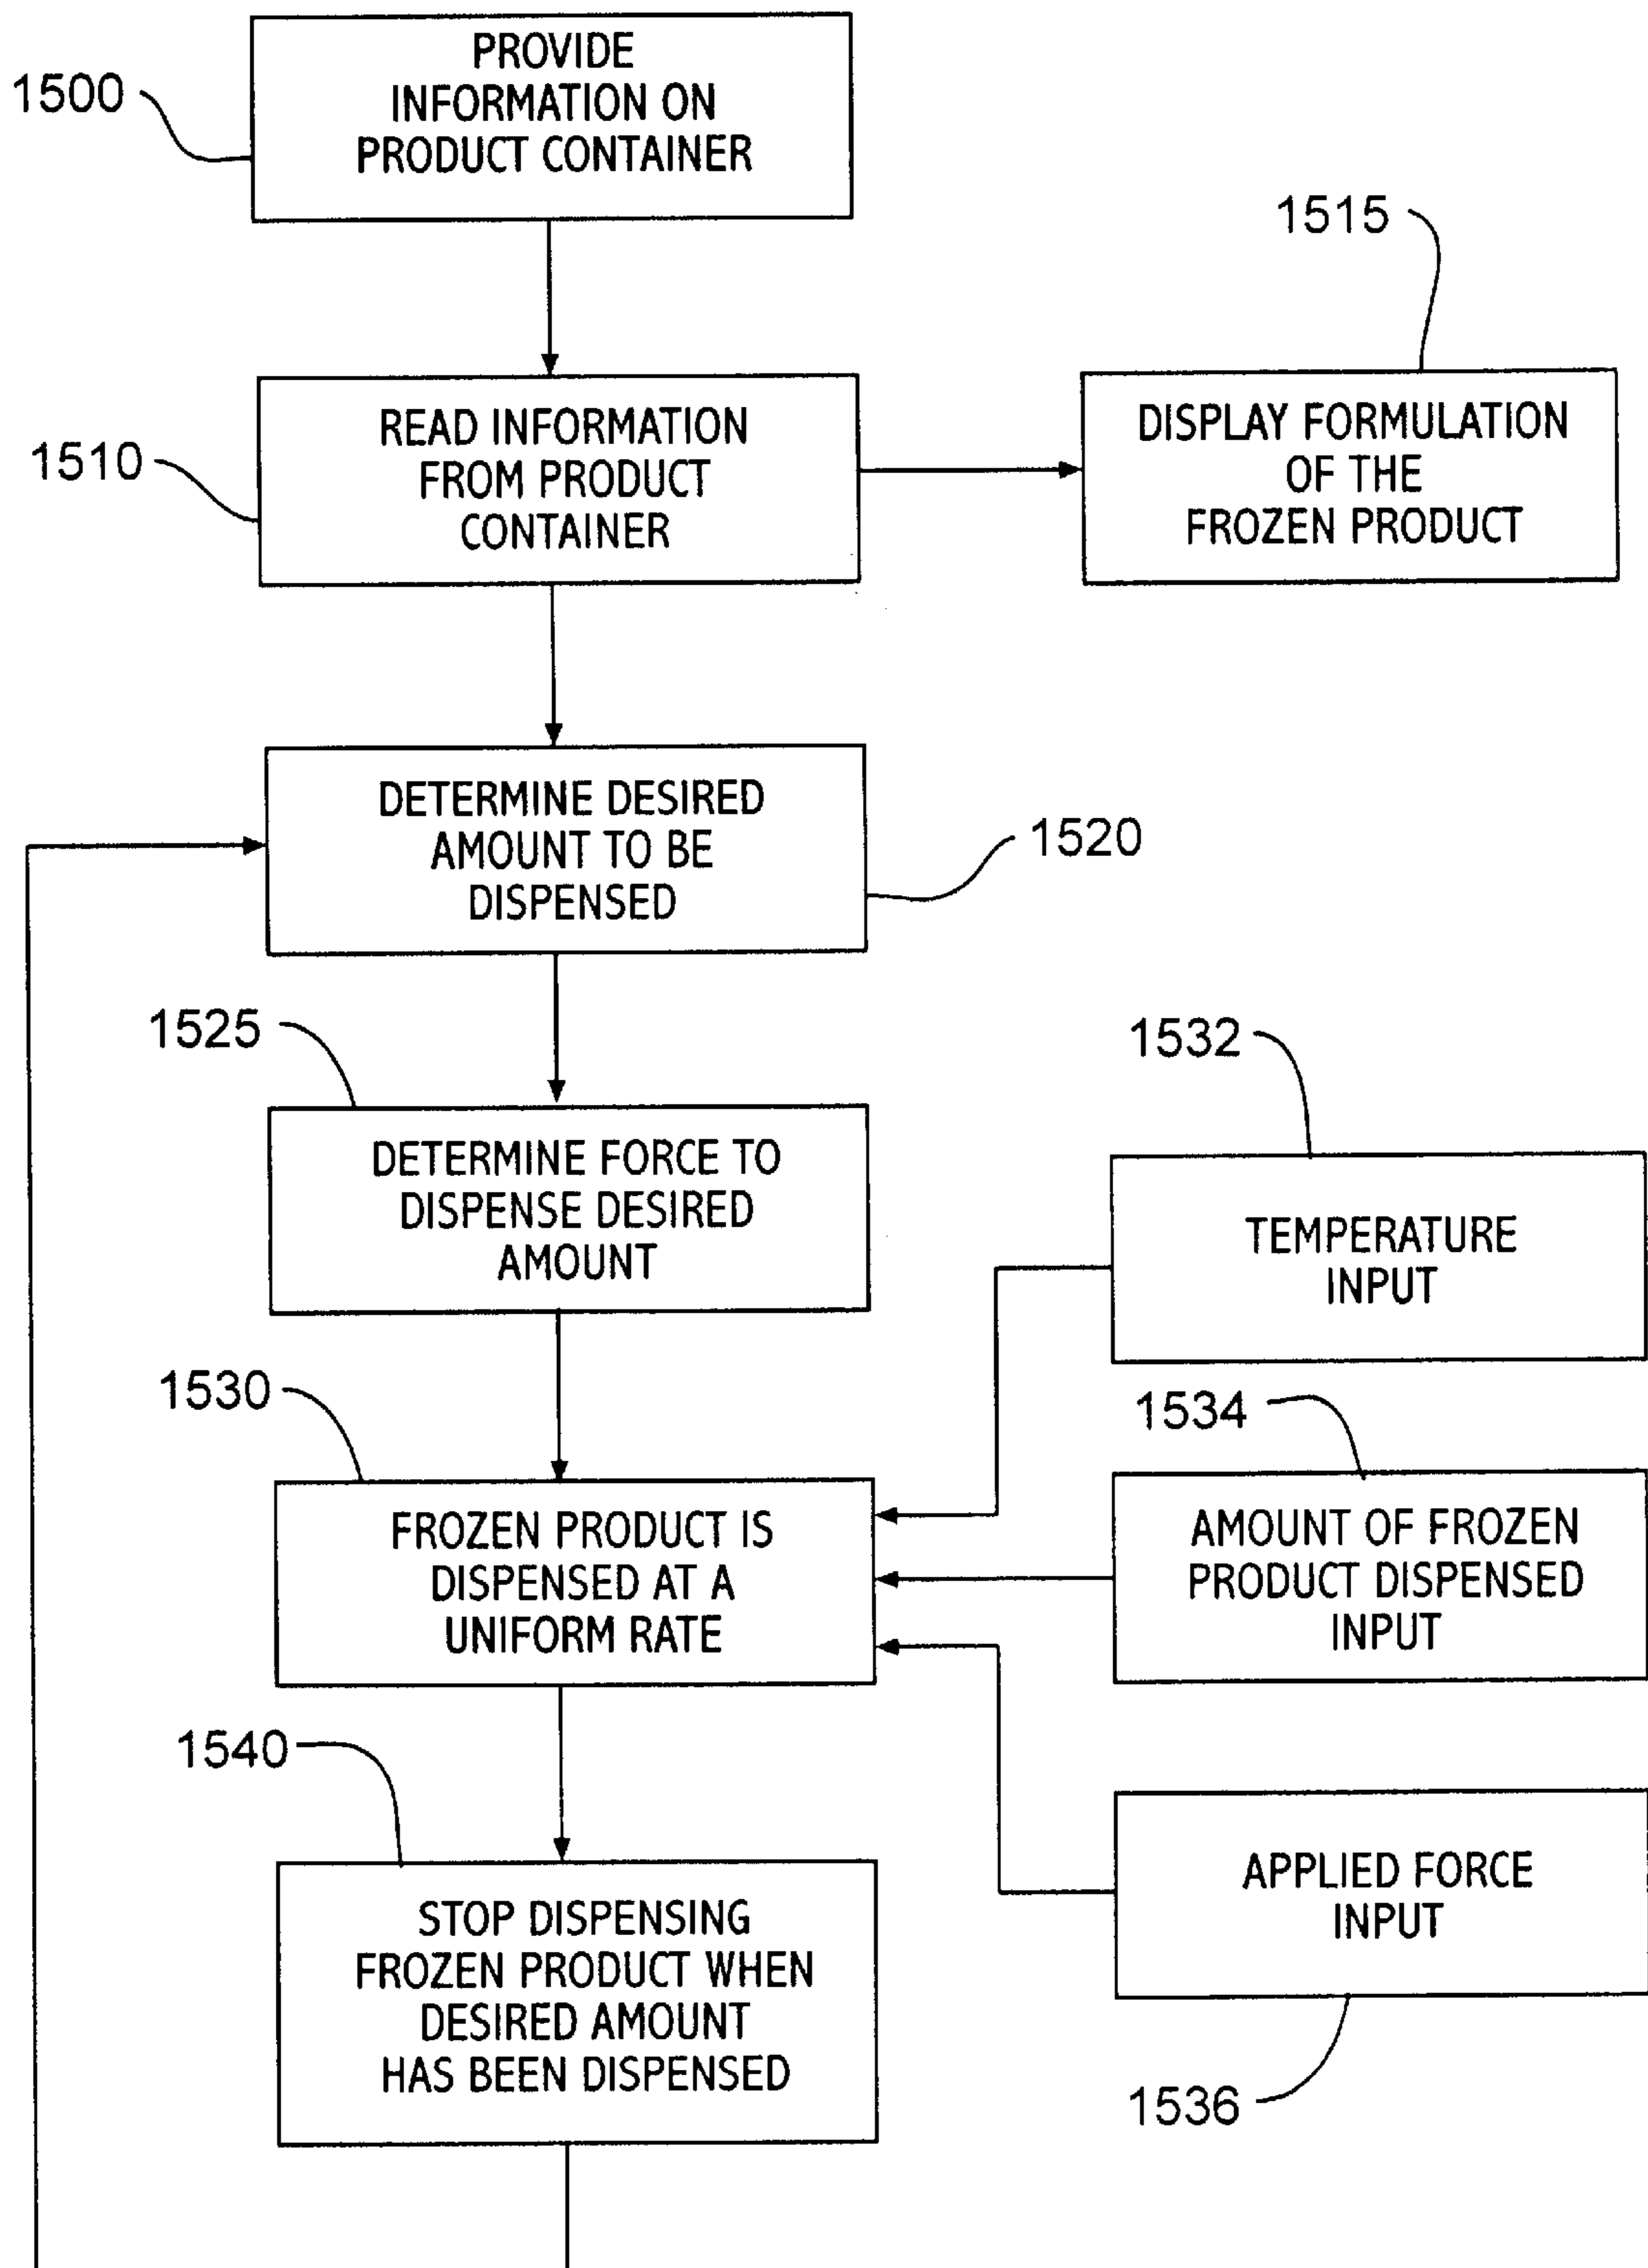 PROVIDE
INFORMATION ON
PRODUCT CONTAINER
1500
1515
READ INFORMATION
FROM PRODUCT
CONTAINER
1510
DISPLAY FORMULATION
OF THE
FROZEN PRODUCT
DETERMINE DESIRED
AMOUNT TO BE
DISPENSED
1520
1525
DETERMINE FORCE TO
DISPENSE DESIRED
AMOUNT
1532
TEMPERATURE
INPUT
1530
FROZEN PRODUCT IS
DISPENSED AT A
UNIFORM RATE
1534
AMOUNT OF FROZEN
PRODUCT DISPENSED
INPUT
1540
STOP DISPENSING
FROZEN PRODUCT WHEN
DESIRED AMOUNT
HAS BEEN DISPENSED
APPLIED FORCE
INPUT
1536